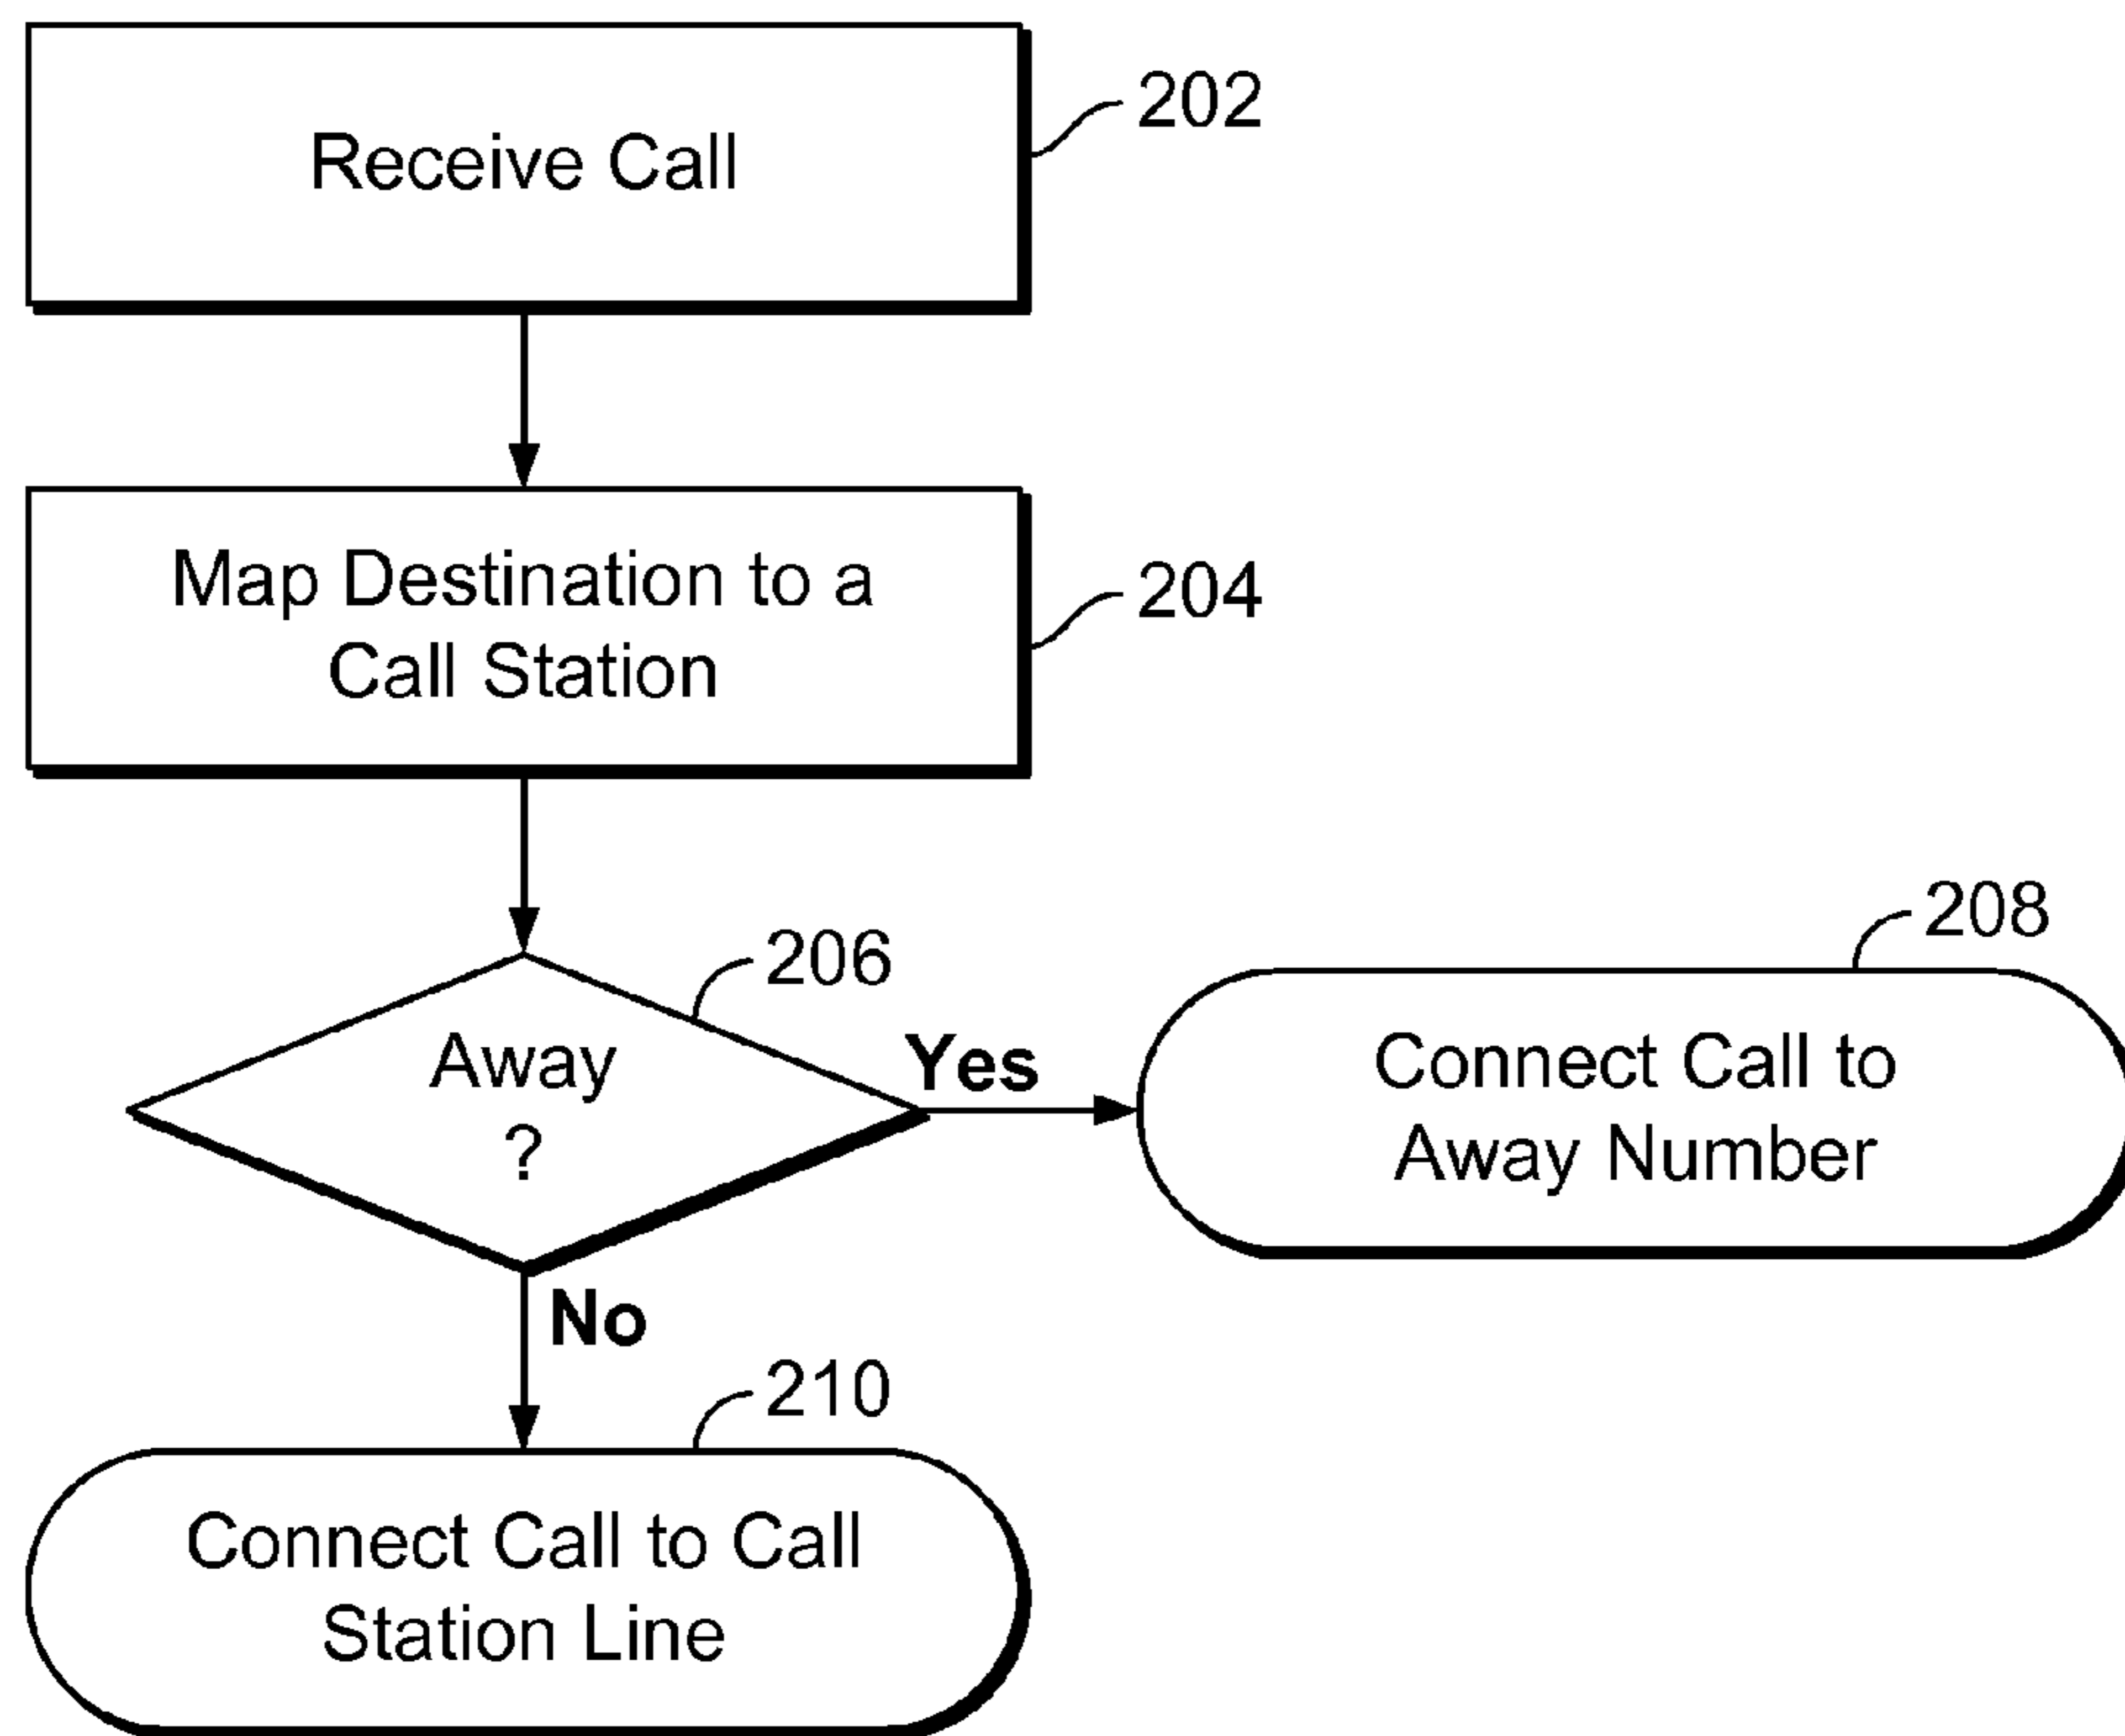 Receive Call
202
Map Destination to a
Call Station
204
206
Away
?
Yes
208
Connect Call to
Away Number
No
210
Connect Call to Call
Station Line